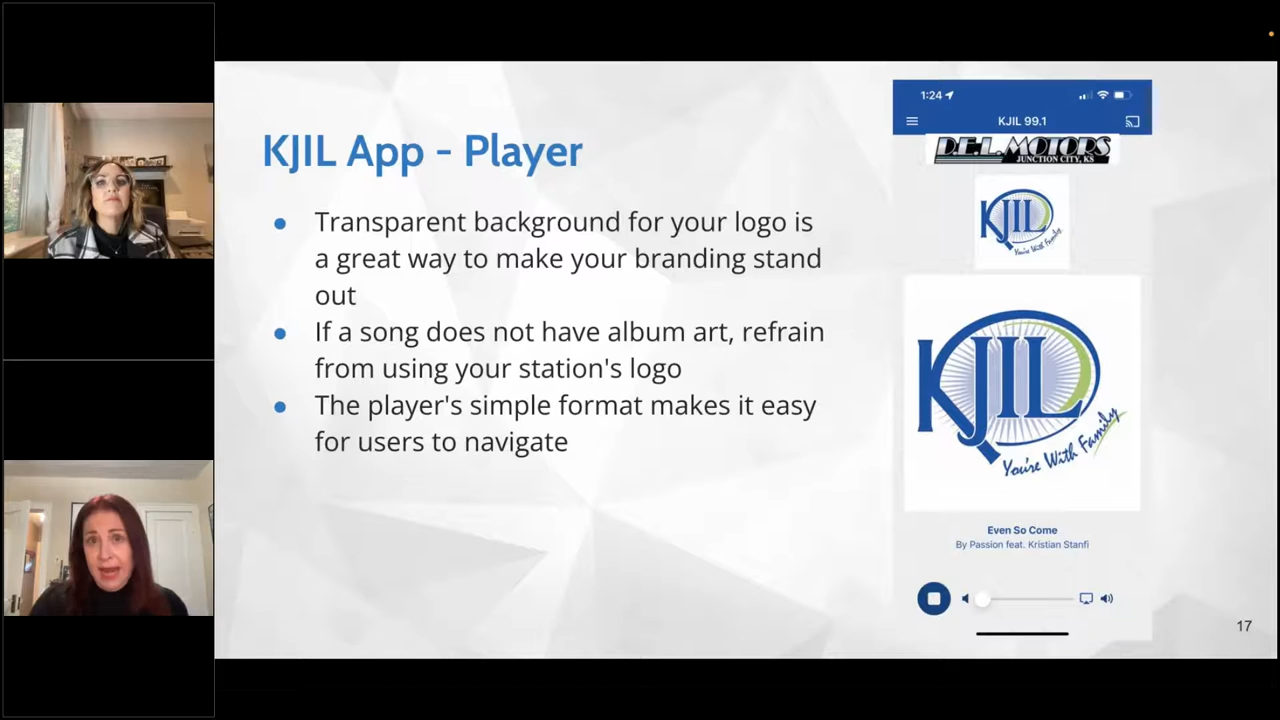 KJIL App - Player
● Transparent background for your logo is
a great way to make your branding stand
out
● If a song does not have album art, refrain
from using your station's logo
● The player's simple format makes it easy
for users to navigate
1:24
KJIL 99.1
D.E.L. MOTORS
JUNCTION CITY, KS
KJIL
You're With Family
KJIL
You're With Family
Even So Come
By Passion feat. Kristian Stanfi
17